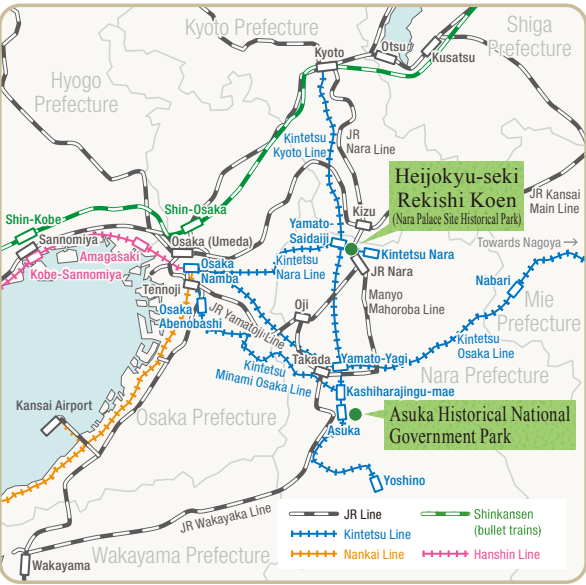 Kyoto Prefecture
Shiga
Prefecture
Hyogo
Prefecture
Otsu
Kusatsu
Kyoto
Kintetsu
Kyoto Line
JR
Nara Line
Heijokyu-seki
Rekishi Koen
(Nara Palace Site Historical Park)
JR Kansai
Main Line
Kizu
Shin-Kobe
Shin-Osaka
Sannomiya
Amagasaki
Kobe-Sannomiya
Osaka (Umeda)
Yamato-
Saidaiji
Towards Nagoya →
Kintetsu Nara
Kintetsu
Nara Line
Osaka
Namba
JR Nara
Nabari
Tennoji
Manyo
Mahoroba Line
Mie
Prefecture
Osaka
Abenobashi
JR Yamatoji-Line
Oji
Kintetsu
Osaka Line
Takada
Yamato-Yagi
Kintetsu
Minami Osaka Line
Nara Prefecture
Kashiharajingu-mae
Kansai Airport
Osaka Prefecture
Asuka Historical National
Government Park
Asuka
Yoshino
JR Wakayaka Line
Wakayama Prefecture
Wakayama
JR Line
Shinkansen
(bullet trains)
Kintetsu Line
Nankai Line
Hanshin Line